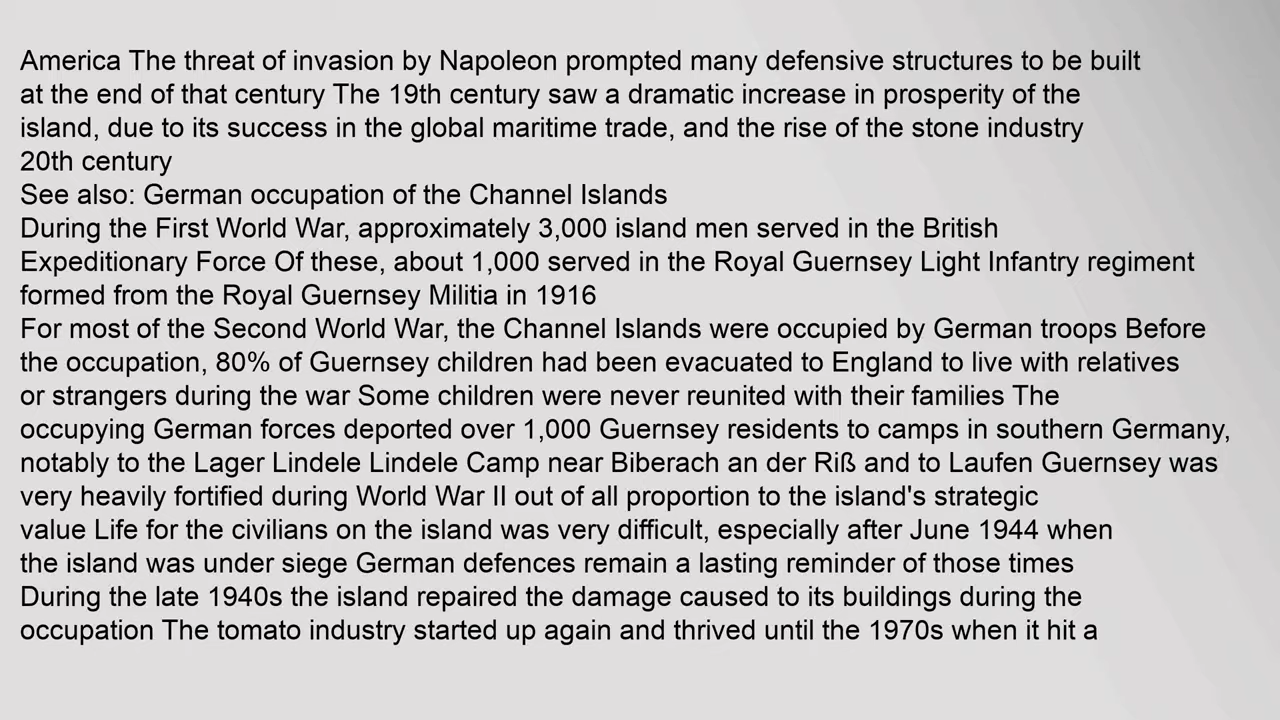 America The threat of invasion by Napoleon prompted many defensive structures to be built
at the end of that century The 19th century saw a dramatic increase in prosperity of the
island, due to its success in the global maritime trade, and the rise of the stone industry
20th century
See also: German occupation of the Channel Islands
During the First World War, approximately 3,000 island men served in the British
Expeditionary Force Of these, about 1,000 served in the Royal Guernsey Light Infantry regiment
formed from the Royal Guernsey Militia in 1916
For most of the Second World War, the Channel Islands were occupied by German troops Before
the occupation, 80% of Guernsey children had been evacuated to England to live with relatives
or strangers during the war Some children were never reunited with their families The
occupying German forces deported over 1,000 Guernsey residents to camps in southern Germany,
notably to the Lager Lindele Lindele Camp near Biberach an der Riß and to Laufen Guernsey was
very heavily fortified during World War II out of all proportion to the island's strategic
value Life for the civilians on the island was very difficult, especially after June 1944 when
the island was under siege German defences remain a lasting reminder of those times
During the late 1940s the island repaired the damage caused to its buildings during the
occupation The tomato industry started up again and thrived until the 1970s when it hit a